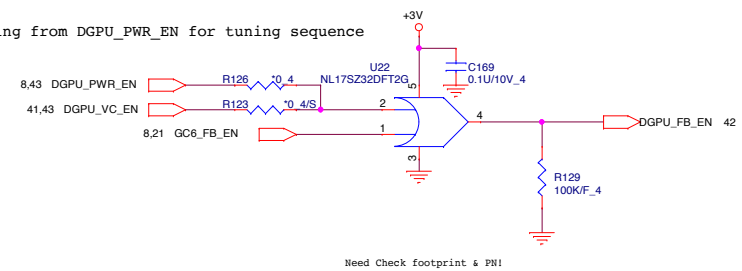 ing from DGPU_PWR_EN for tuning sequence
+3V
U22
NL17SZ32DFT2G
C169
0.1U/10V_4
8,43 DGPU_PWR_EN
R126 *0_4
41,43 DGPU_VC_EN
R123 *0_4/S
8,21 GC6_FB_EN
5
2
1
4
3
DGPU_FB_EN 42
R129
100K/F_4
Need Check footprint & PN!